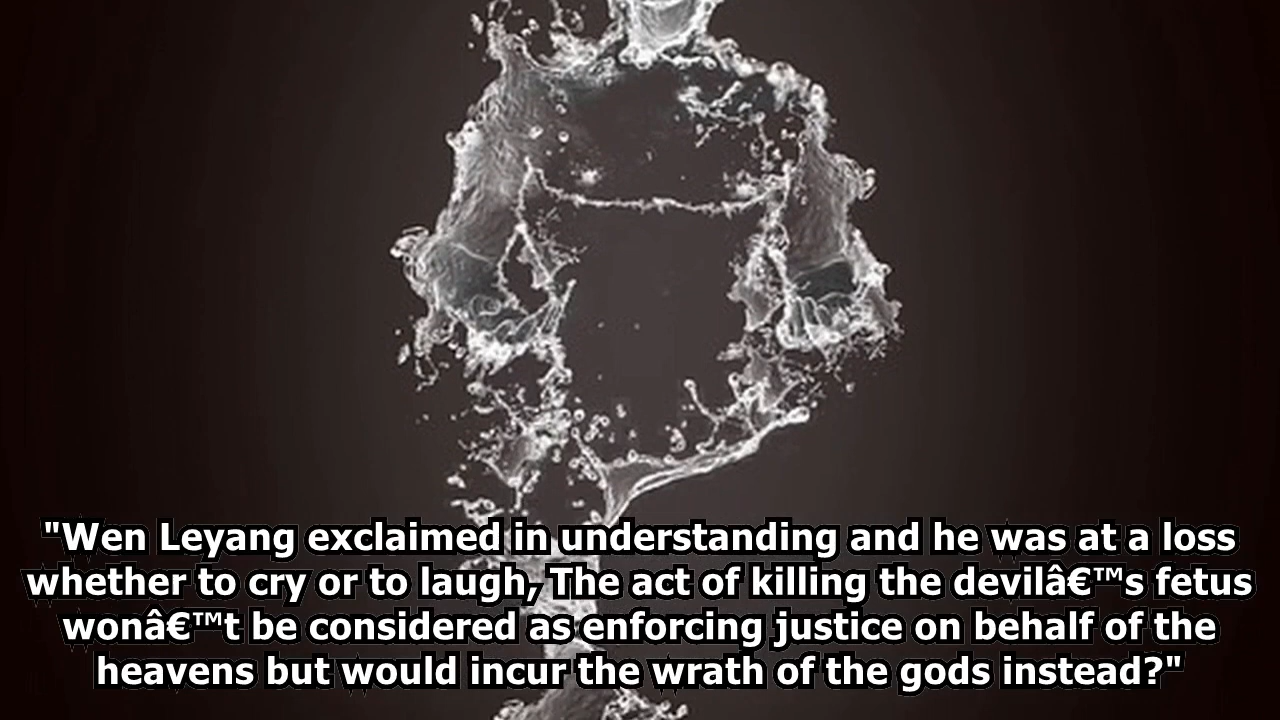 "Wen Leyang exclaimed in understanding and he was at a loss
whether to cry or to laugh, The act of killing the devilâ€™s fetus
wonâ€™t be considered as enforcing justice on behalf of the
heavens but would incur the wrath of the gods instead?"